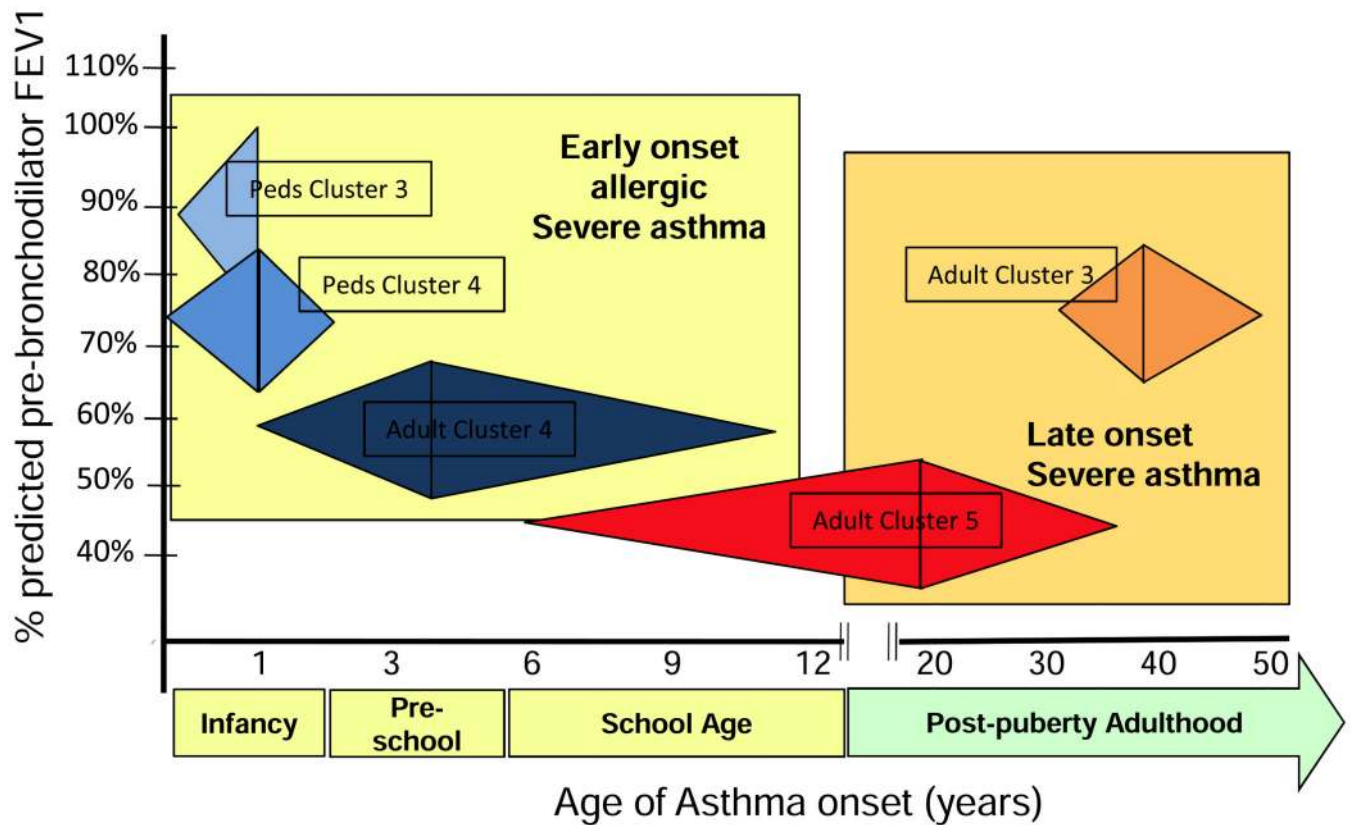 % predicted pre-bronchodilator FEV1
110%
100%
90%
80%
70%
60%
50%
40%
Early onset
allergic
Severe asthma
Peds Cluster 3
Peds Cluster 4
Adult Cluster 4
Adult Cluster 3
Late onset
Severe asthma
Adult Cluster 5
1 3 6 9 12 20 30 40 50
Infancy
Pre-
school
School Age
Post-puberty Adulthood
Age of Asthma onset (years)